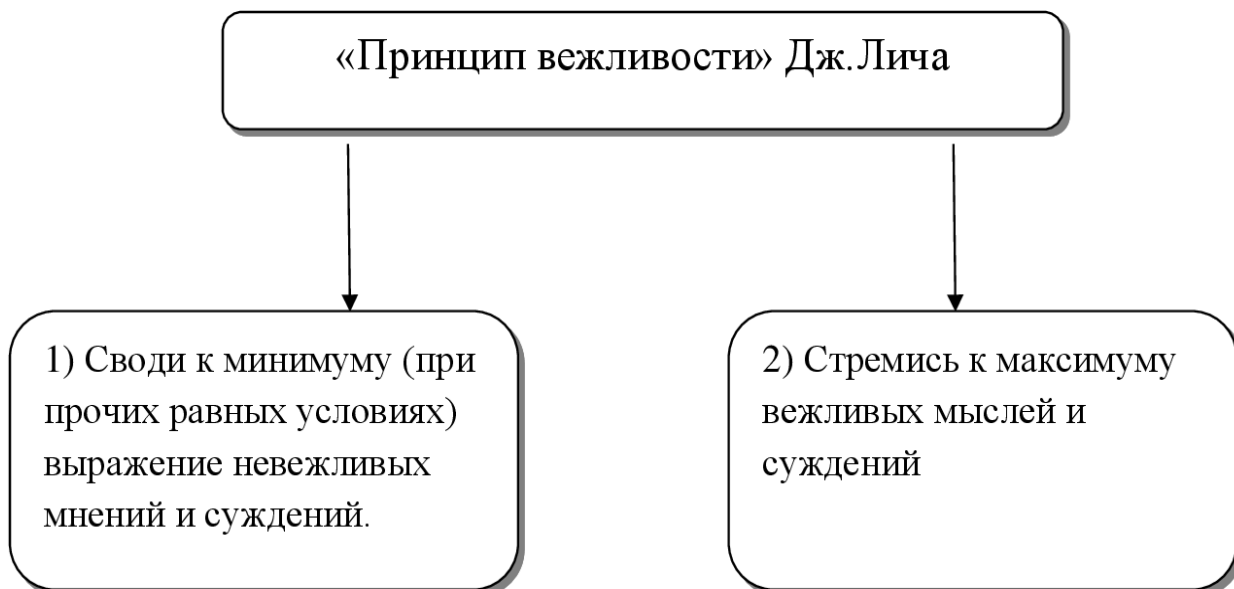 «Принцип вежливости» Дж.Лича
1) Своди к минимуму (при
прочих равных условиях)
выражение невежливых
мнений и суждений.
2) Стремись к максимуму
вежливых мыслей и
суждений